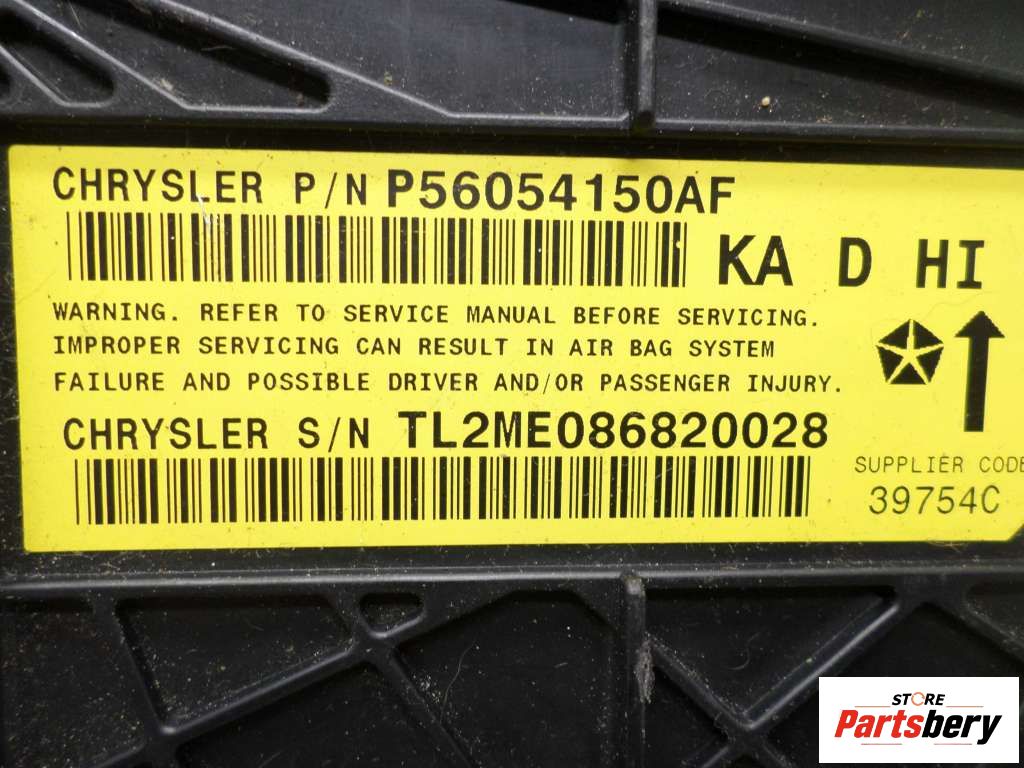 CHRYSLER P/N P56054150AF
KA D HI
WARNING. REFER TO SERVICE MANUAL BEFORE SERVICING.
IMPROPER SERVICING CAN RESULT IN AIR BAG SYSTEM
FAILURE AND POSSIBLE DRIVER AND/OR PASSENGER INJURY.
CHRYSLER S/N TL2ME086820028
SUPPLIER CODE
39754C
STORE
Partsbery